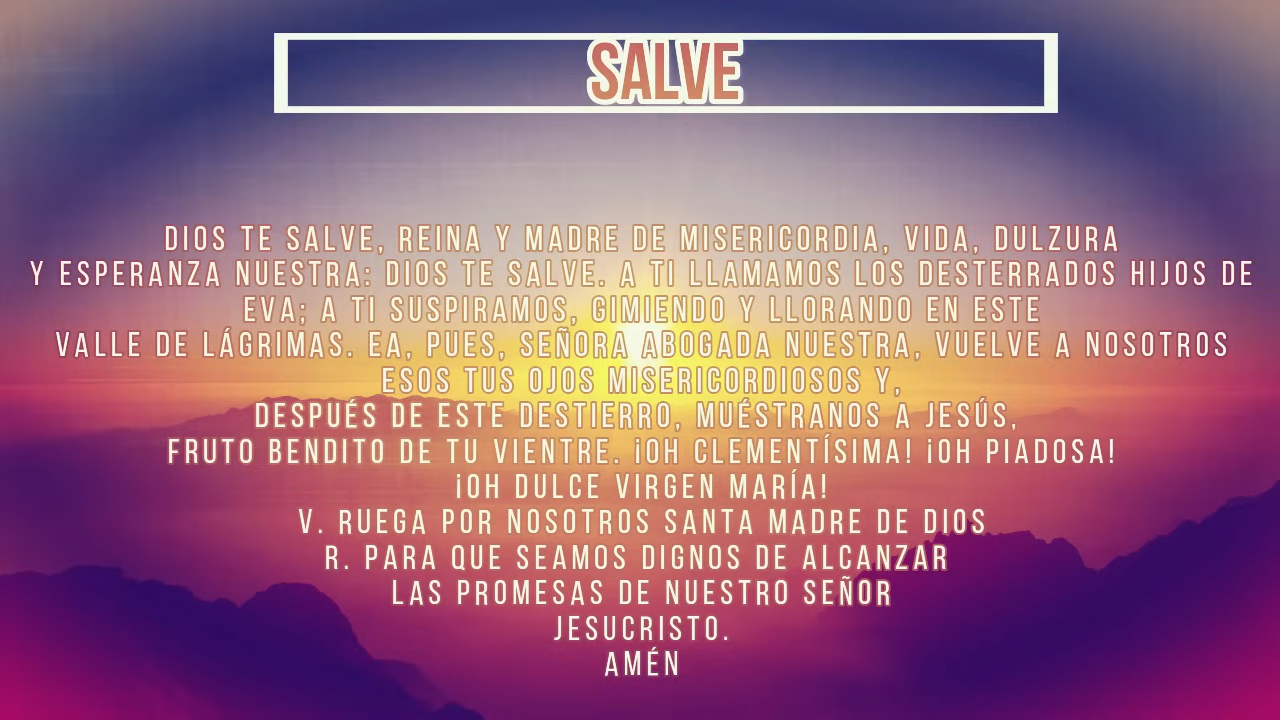 SALVE
DIOS TE SALVE, REINA Y MADRE DE MISERICORDIA, VIDA, DULZURA
Y ESPERANZA NUESTRA: DIOS TE SALVE. A TI LLAMAMOS LOS DESTERRADOS HIJOS DE
EVA; A TI SUSPIRAMOS, GIMIENDO Y LLORANDO EN ESTE
VALLE DE LÁGRIMAS. EA, PUES, SEÑORA ABOGADA NUESTRA, VUELVE A NOSOTROS
ESOS TUS OJOS MISERICORDIOSOS Y,
DESPUÉS DE ESTE DESTIERRO, MUÉSTRANOS A JESÚS,
FRUTO BENDITO DE TU VIENTRE. ¡OH CLEMENTÍSIMA! ¡OH PIADOSA!
¡OH DULCE VIRGEN MARÍA!
V. RUEGA POR NOSOTROS SANTA MADRE DE DIOS
R. PARA QUE SEAMOS DIGNOS DE ALCANZAR
LAS PROMESAS DE NUESTRO SEÑOR
JESUCRISTO.
AMÉN